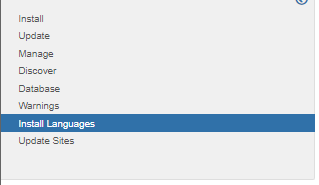 Install
Update
Manage
Discover
Database
Warnings
Install Languages
Update Sites